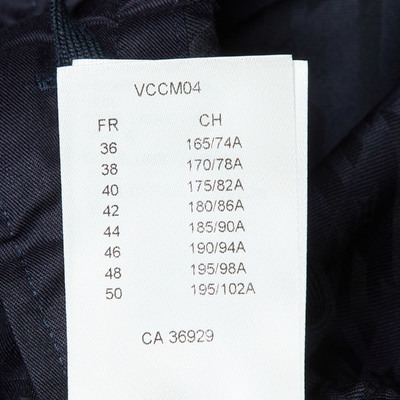 VCCM04
FR CH
36 165/74A
38 170/78A
40 175/82A
42 180/86A
44 185/90A
46 190/94A
48 195/98A
50 195/102A
CA 36929